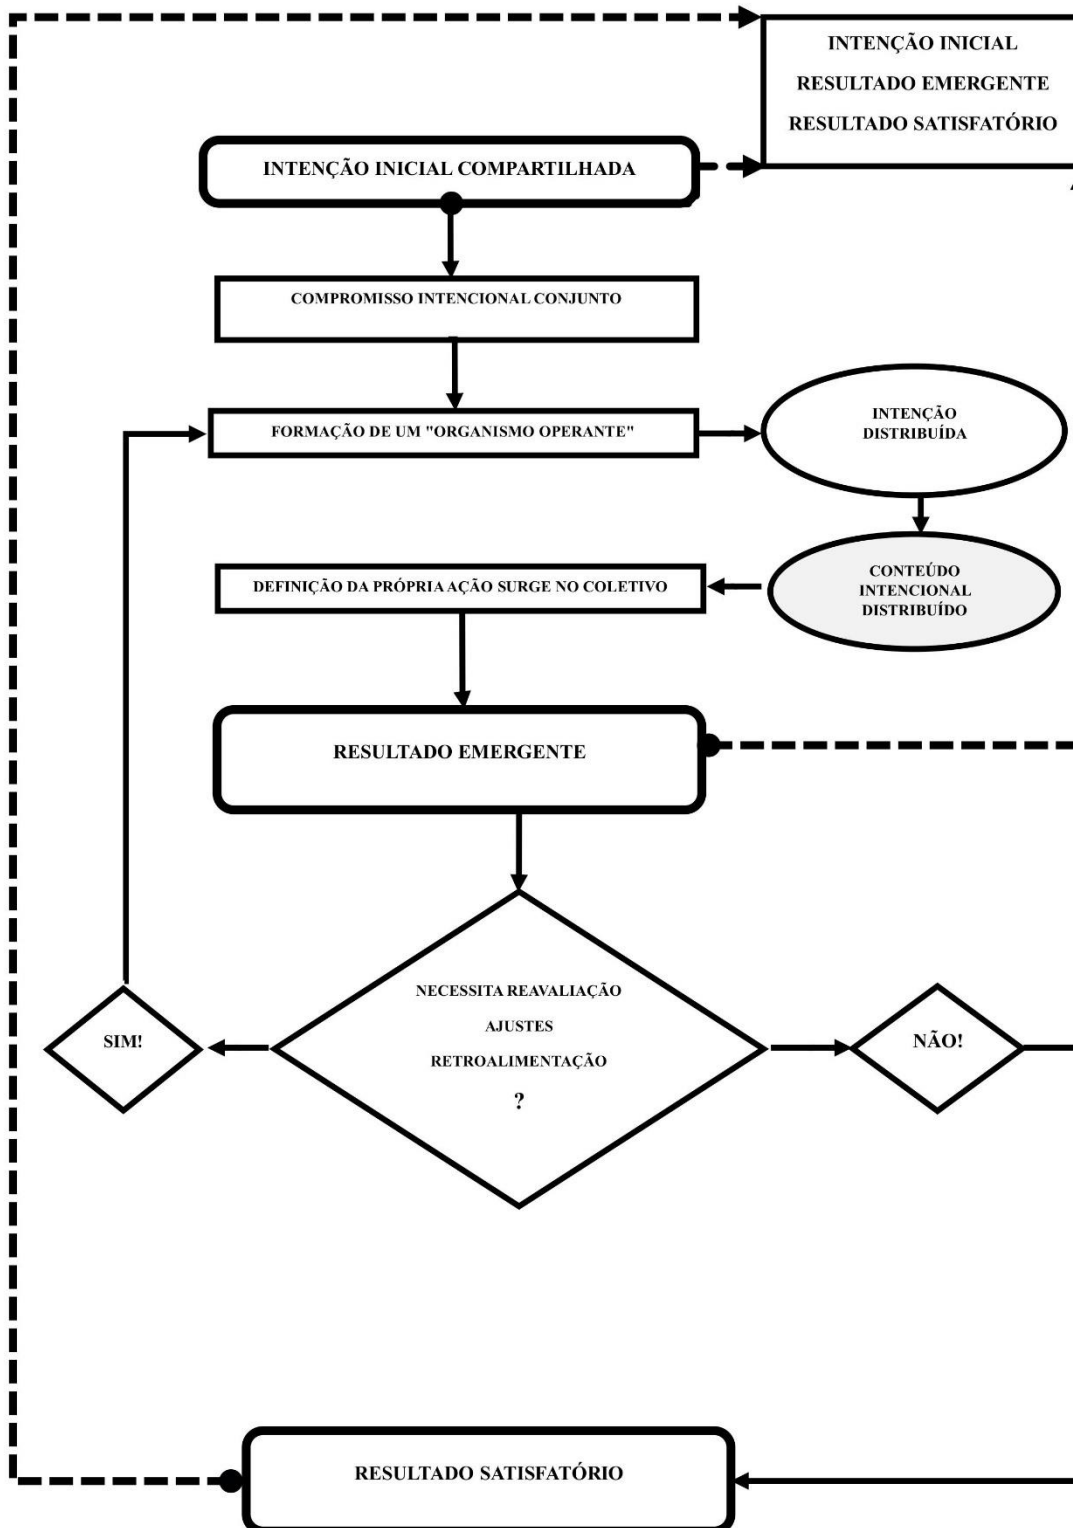 INTENÇÃO INICIAL
RESULTADO EMERGENTE
RESULTADO SATISFATÓRIO
INTENÇÃO INICIAL COMPARTILHADA
COMPROMISSO INTENCIONAL CONJUNTO
FORMAÇÃO DE UM "ORGANISMO OPERANTE"
INTENÇÃO
DISTRIBUÍDA
CONTEÚDO
INTENCIONAL
DISTRIBUÍDO
DEFINIÇÃO DA PRÓPRIA AÇÃO SURGE NO COLETIVO
RESULTADO EMERGENTE
NECESSITA REAVALIAÇÃO
AJUSTES
RETROALIMENTAÇÃO
?
SIM!
NÃO!
RESULTADO SATISFATÓRIO